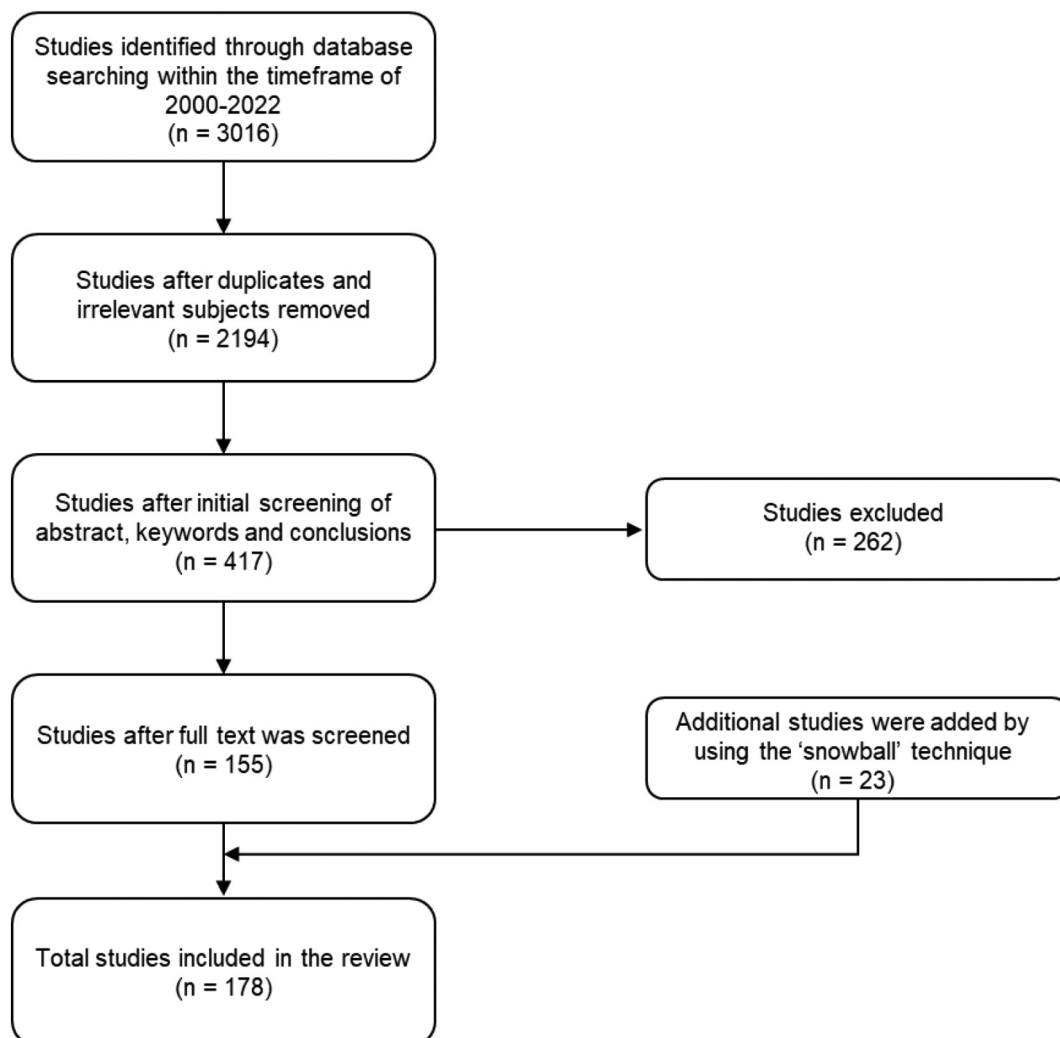 Studies identified through database
searching within the timeframe of
2000-2022
(n = 3016)
Studies after duplicates and
irrelevant subjects removed
(n = 2194)
Studies after initial screening of
abstract, keywords and conclusions
(n = 417)
Studies excluded
(n = 262)
Studies after full text was screened
(n = 155)
Additional studies were added by
using the ‘snowball’ technique
(n = 23)
Total studies included in the review
(n = 178)